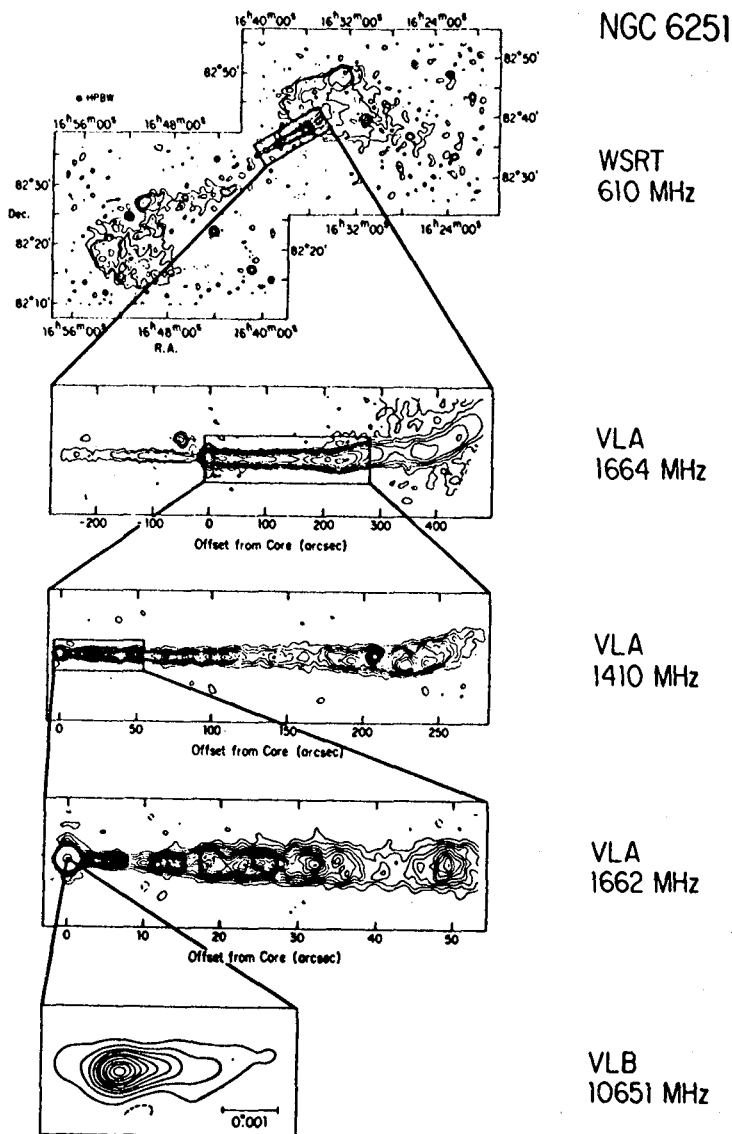 NGC 6251
16ʰ40ᵐ00ˢ 16ʰ32ᵐ00ˢ 16ʰ24ᵐ00ˢ
82°50'
82°50'
HPBW
16ʰ56ᵐ00ˢ 16ʰ48ᵐ00ˢ
82°40'
WSRT
610 MHz
82°30'
82°30'
Dec.
16ʰ32ᵐ00ˢ 16ʰ24ᵐ00ˢ
82°20'
82°20'
82°10'
16ʰ56ᵐ00ˢ 16ʰ48ᵐ00ˢ 16ʰ40ᵐ00ˢ
R.A.
VLA
1664 MHz
-200 -100 0 100 200 300 400
Offset from Core (arcsec)
VLA
1410 MHz
0 50 100 150 200 250
Offset from Core (arcsec)
VLA
1662 MHz
0 10 20 30 40 50
Offset from Core (arcsec)
VLB
10651 MHz
0".001